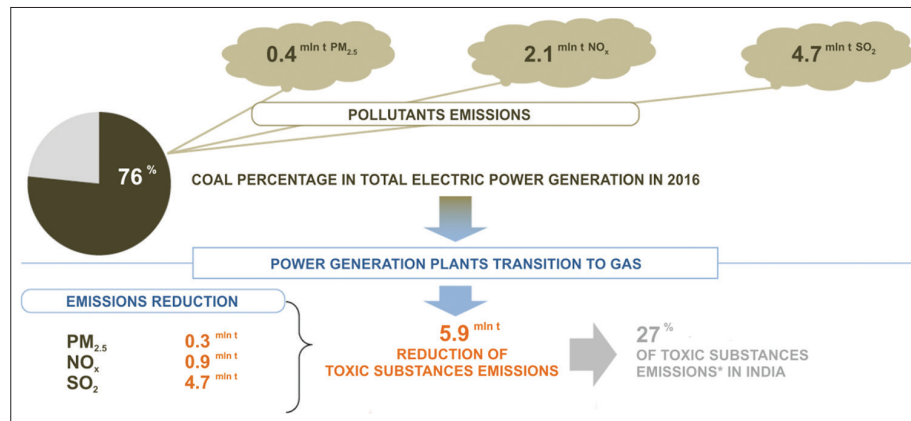 0.4 mln t PM2.5
2.1 mln t NOx
4.7 mln t SO2
POLLUTANTS EMISSIONS
76 %
COAL PERCENTAGE IN TOTAL ELECTRIC POWER GENERATION IN 2016
POWER GENERATION PLANTS TRANSITION TO GAS
EMISSIONS REDUCTION
PM2.5 0.3 mln t
NOx 0.9 mln t
SO2 4.7 mln t
5.9 mln t
REDUCTION OF
TOXIC SUBSTANCES EMISSIONS
27 %
OF TOXIC SUBSTANCES
EMISSIONS* IN INDIA